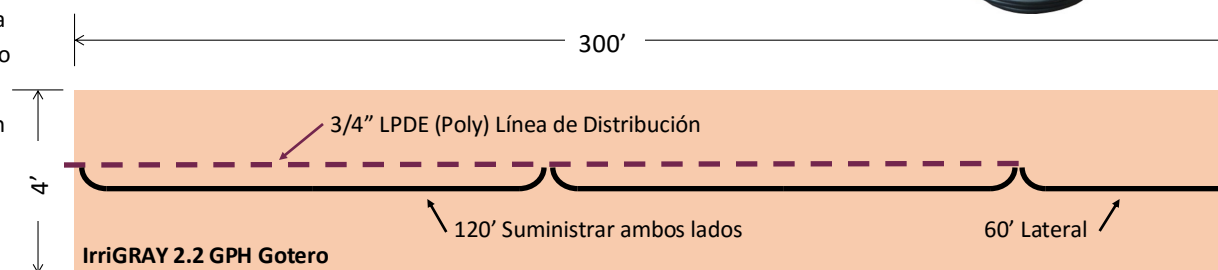 a
o
300’
n
3/4” LPDE (Poly) Línea de Distribución
4’
120’ Suministrar ambos lados
60’ Lateral
IrriGRAY 2.2 GPH Gotero